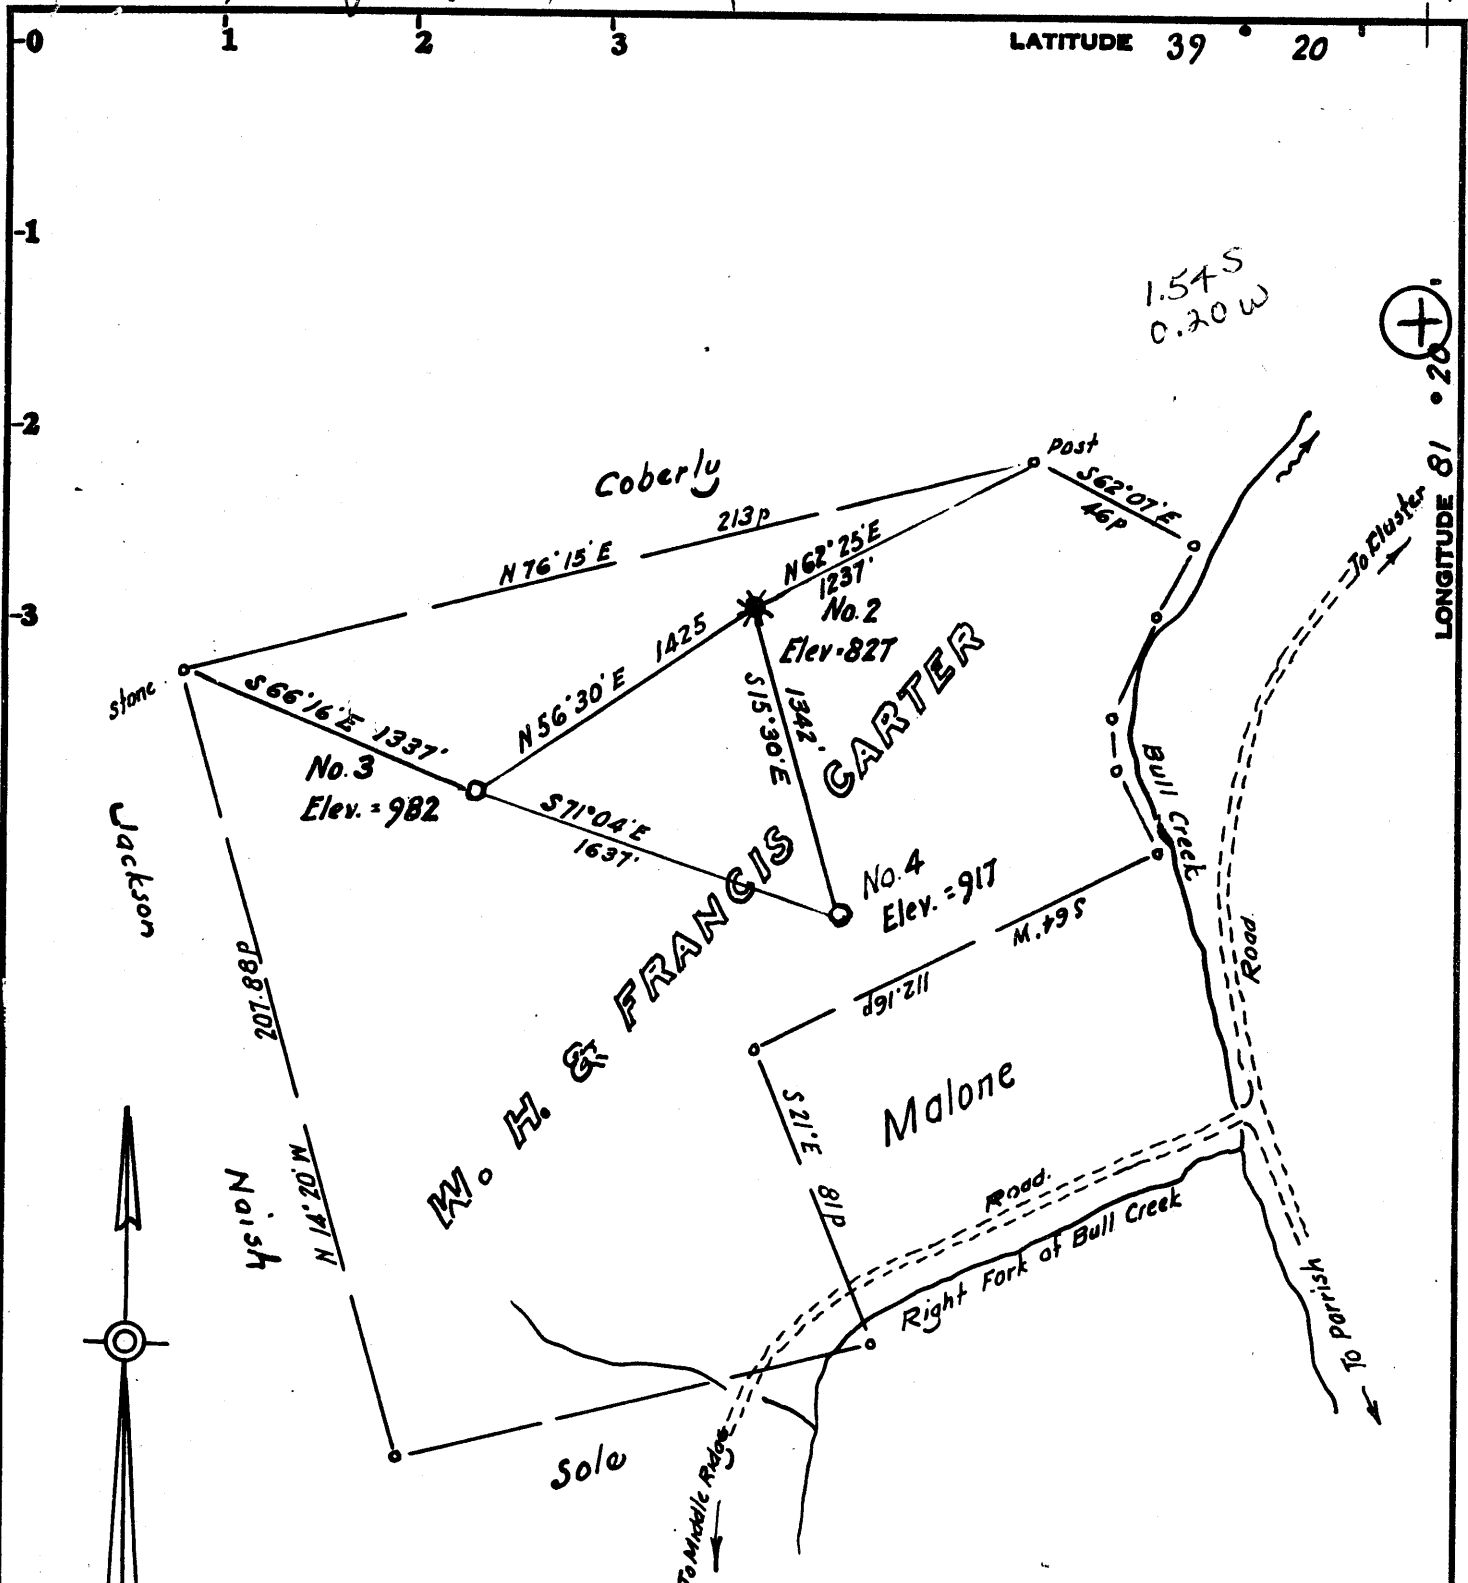 0 1 2 3 LATITUDE 39 20
1
1.54 S
0.20 W
LONGITUDE 81 20'
2
Post
S62°07'E
46p
Coberly
213p
N76°15'E
N62°25'E
1237'
To Cluster
3
No.2
Elev=827
stone
S66°16'E 1337'
N56°30'E 1425
S15°30'E
1342'
No.3
Elev.=982
S71°04'E
1637'
No.4
Elev.=917
W. H. & FRANCIS CARTER
Bull Creek
Jackson
S64°W
112.16p
Road
207.88p
N14°20'W
Naish
S21°E 81p
Malone
Road.
Right Fork of Bull Creek
To Parrish
Sole
To Middle Ridge